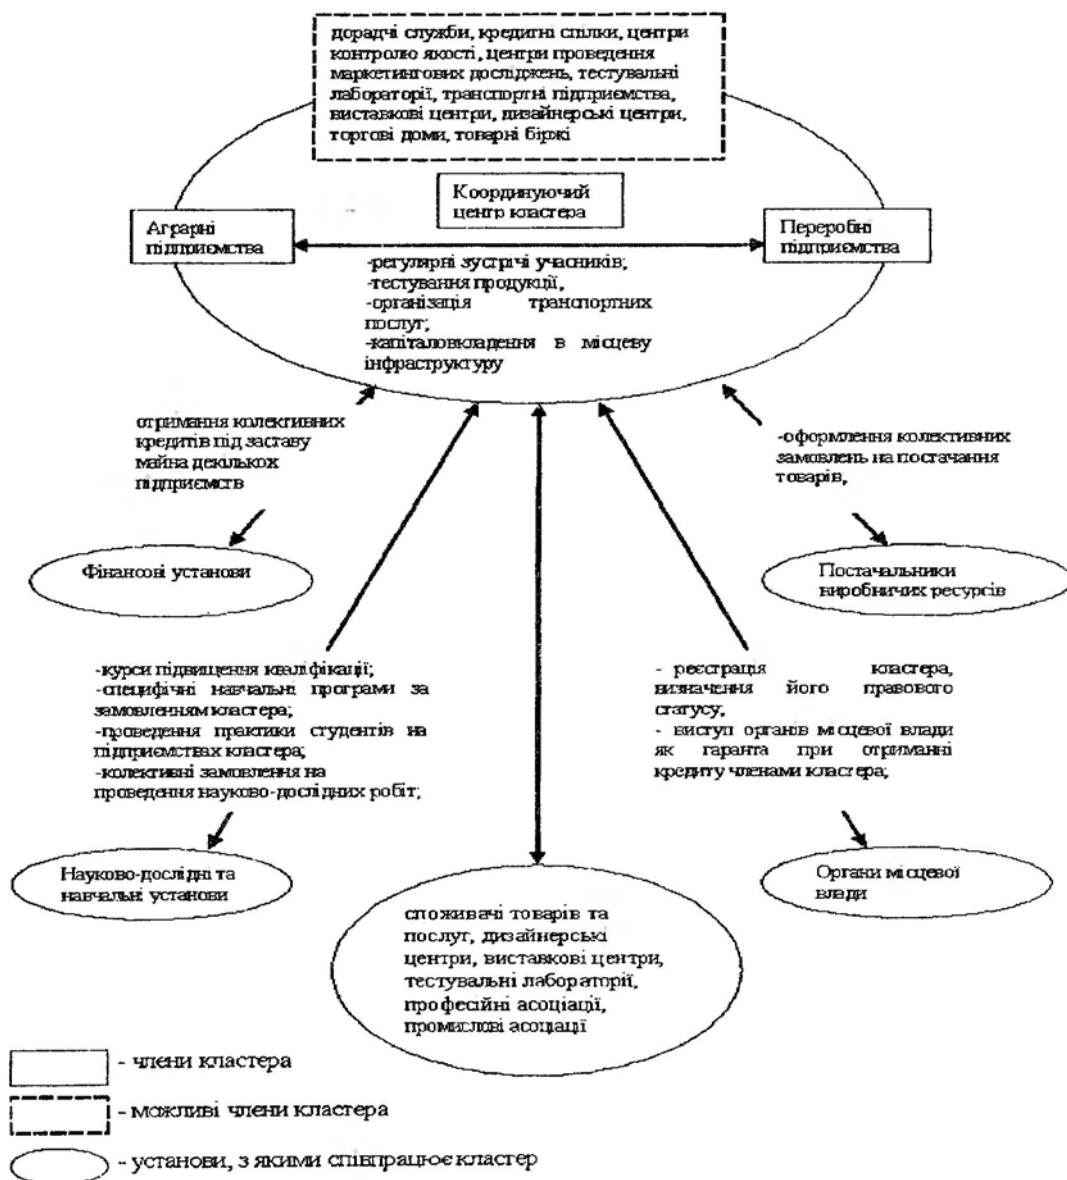 дорадчі служби, кредитні спілки, центри
контролю якості, центри проведення
маркетингових досліджень, тестувальні
лабораторії, транспортні підприємства,
виставкові центри, дизайнерські центри,
торгові доми, товарні біржі
Координуючий
центр кластера
Аграрні
підприємства
Переробні
підприємства
-регулярні зустрічі учасників;
-тестування продукції,
-організація транспортних
послуг;
-капіталовкладення в місцеву
інфраструктуру
отримання колективних
кредитів під заставу
майна декількох
підприємств
-оформлення колективних
замовлень на постачання
товарів,
Фінансові установи
Постачальники
виробничих ресурсів
-курси підвищення кваліфікації;
-специфічні навчальні програми за
замовленням кластера;
-проведення практики студентів на
підприємствах кластера;
-колективні замовлення на
проведення науково-дослідних робіт;
- реєстрація кластера,
визначення його правового
статусу;
- виступ органів місцевої влади
як гаранта при отриманні
кредиту членами кластера;
Науково-дослідні та
навчальні установи
Органи місцевої
влади
споживачі товарів та
послуг, дизайнерські
центри, виставкові центри,
тестувальні лабораторії,
професійні асоціації,
промислові асоціації
- члени кластера
- можливі члени кластера
- установи, з якими співпрацює кластер